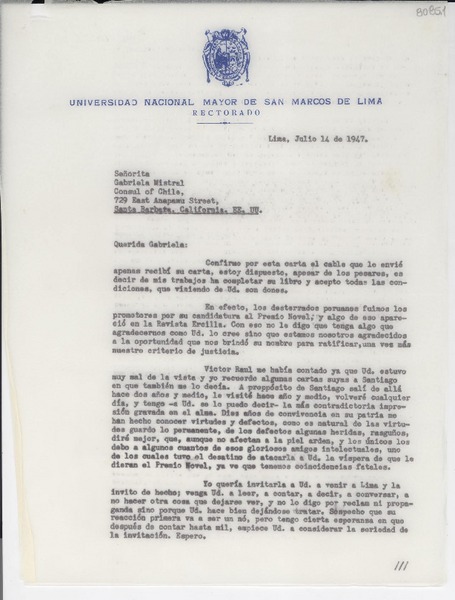 80851
UNIVERSIDAD NACIONAL MAYOR DE SAN MARCOS DE LIMA
RECTORADO
Lima, Julio 14 de 1947.
Señorita
Gabriela Mistral
Consul of Chile,
729 East Anapamu Street,
Santa Barbara, California, EE. UU.
Querida Gabriela:
Confirmo por esta carta el cable que le envié
apenas recibí su carta, estoy dispuesto, apesar de los pesares, es
decir de mis trabajos ha completar su libro y acepto todas las con-
diciones, que viniendo de Ud. son dones.
En efecto, los desterrados peruanos fuimos los
promotores por su candidatura al Premio Novel, y algo de eso apare-
ció en la Revista Ercilla. Con eso no le digo que tenga algo que
agradecernos como Ud. lo cree sino que estamos nosotros agradecidos
a la oportunidad que nos brindó su nombre para ratificar, una vez más
nuestro criterio de justicia.
Victor Raul me había contado ya que Ud. estuvo
muy mal de la vista y yo recuerdo algunas cartas suyas a Santiago
en que también me lo decía. A propósito de Santiago salí de allá
hace dos años y medio, le visité hace año y medio, volveré cualquier
día, y tengo -a Ud. se lo puedo decir- la más contradictoria impre-
sión gravada en el alma. Diez años de convivencia en su patria me
han hecho conocer virtudes y defectos, como es natural de las virtu-
des guardo lo permanente, de los defectos algunas heridas, rasguños,
diré mejor, que, aunque no afectan a la piel arden, y los únicos los
debo a algunos cuantos de esos gloriosos amigos intelectuales, uno
de los cuales tuvo el desatino de atacarla a Ud. la víspera de que le
dieran el Premio Novel, ya ve que tenemos coincidencias fatales.
Yo quería invitarla a Ud. a venir a Lima y la
invito de hecho; venga Ud. a leer, a contar, a decir, a conversar, a
no hacer otra cosa que dejarse ver, y no lo digo por reclam ni propa-
ganda sino porque Ud. hace bien dejándose tratar. Sospecho que su
reacción primera va a ser un nó, pero tengo cierta esperanza en que
después de contar hasta mil, empiece Ud. a considerar la seriedad de
la invitación. Espero.
///